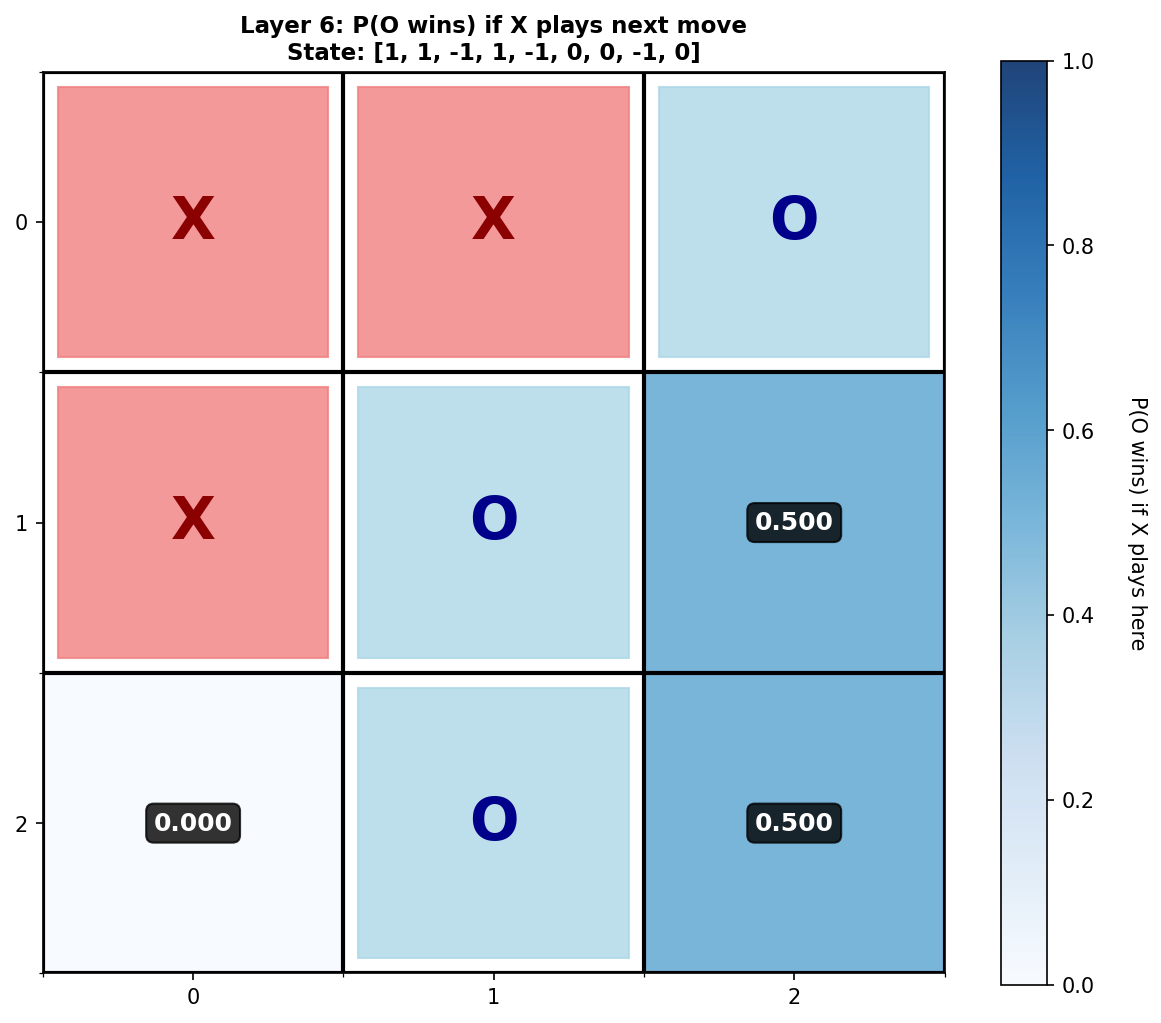 Layer 6: P(O wins) if X plays next move
State: [1, 1, -1, 1, -1, 0, 0, -1, 0]
X
X
O
X
O
0.500
0.000
O
0.500
0
1
2
0
1
2
1.0
0.8
0.6
0.4
0.2
0.0
P(O wins) if X plays here